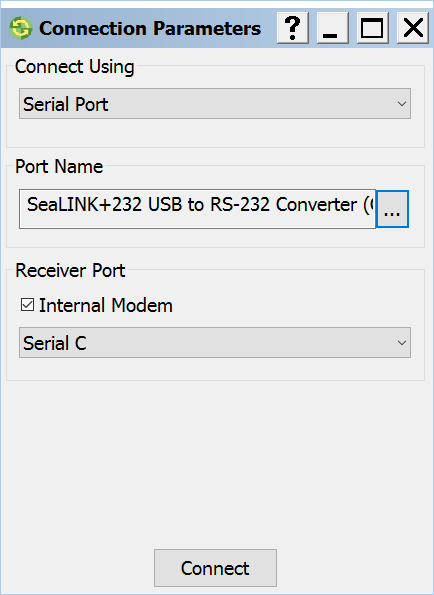 Connection Parameters ?
Connect Using
Serial Port
Port Name
SeaLINK+232 USB to RS-232 Converter (
...
Receiver Port
Internal Modem
Serial C
Connect